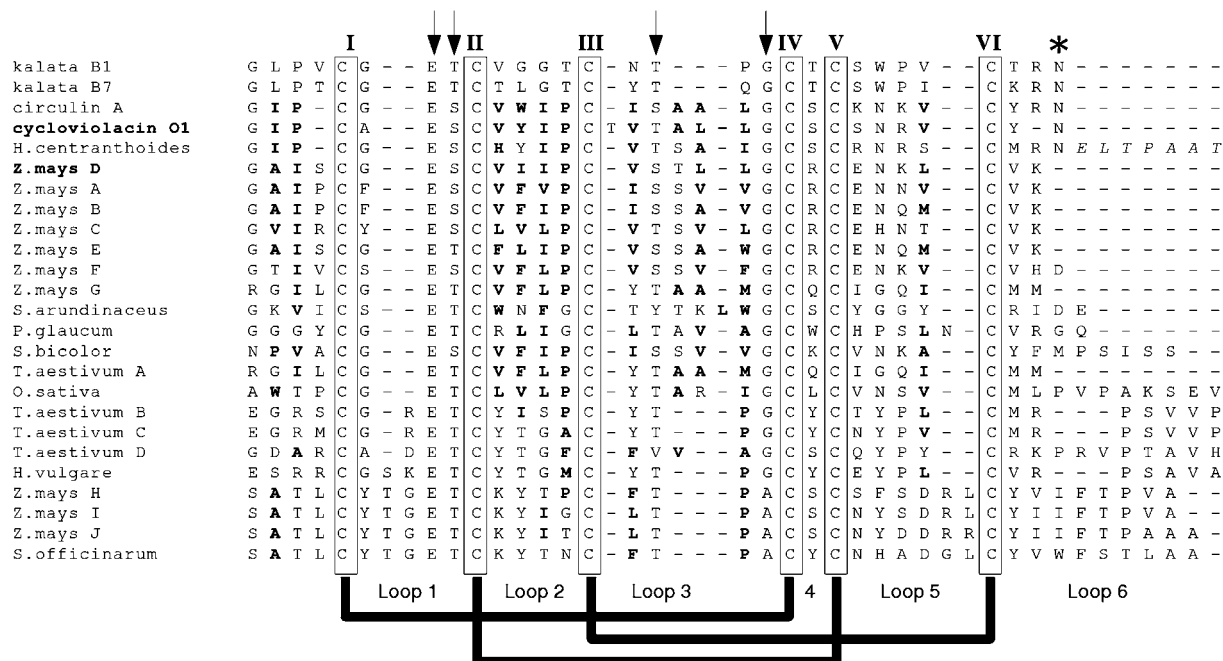 I II III IV V VI *
kalata B1 G L P V C G - - E T C V G G T C - N T - - - P G C T C S W P V - - C T R N - - - - - - -
kalata B7 G L P T C G - - E T C T L G T C - Y T - - - Q G C T C S W P I - - C K R N - - - - - - -
circulin A G I P - C G - - E S C V W I P C - I S A A - L G C S C K N K V - - C Y R N - - - - - - -
cycloviolacin O1 G I P - C A - - E S C V Y I P C T V T A L - L G C S C S N R V - - C Y - N - - - - - - -
H.centranthoides G I P - C G - - E S C H Y I P C - V T S A - I G C S C R N R S - - C M R N E L T P A A T
Z.mays D G A I S C G - - E S C V I I P C - V S T L - L G C R C E N K L - - C V K - - - - - - - -
Z.mays A G A I P C F - - E S C V F V P C - I S S V - V G C R C E N N V - - C V K - - - - - - - -
Z.mays B G A I P C F - - E S C V F I P C - I S S A - V G C R C E N Q M - - C V K - - - - - - - -
Z.mays C G V I R C Y - - E S C L V L P C - V T S V - L G C R C E H N T - - C V K - - - - - - - -
Z.mays E G A I S C G - - E T C F L I P C - V S S A - W G C R C E N Q M - - C V K - - - - - - - -
Z.mays F G T I V C S - - E S C V F L P C - V S S V - F G C R C E N K V - - C V H D - - - - - - -
Z.mays G R G I L C G - - E T C V F L P C - Y T A A - M G C Q C I G Q I - - C M M - - - - - - - -
S.arundinaceus G K V I C S - - E T C W N F G C - T Y T K L W G C S C Y G G Y - - C R I D E - - - - - -
P.glaucum G G G Y C G - - E T C R L I G C - L T A V - A G C W C H P S L N - C V R G Q - - - - - -
S.bicolor N P V A C G - - E S C V F I P C - I S S V - V G C K C V N K A - - C Y F M P S I S S - -
T.aestivum A R G I L C G - - E T C V F L P C - Y T A A - M G C Q C I G Q I - - C M M - - - - - - - -
O.sativa A W T P C G - - E T C L V L P C - Y T A R - I G C L C V N S V - - C M L P V P A K S E V
T.aestivum B E G R S C G - R E T C Y I S P C - Y T - - - P G C Y C T Y P L - - C M R - - - P S V V P
T.aestivum C E G R M C G - R E T C Y T G A C - Y T - - - P G C Y C N Y P V - - C M R - - - P S V V P
T.aestivum D G D A R C A - D E T C Y T G F C - F V V - - A G C S C Q Y P Y - - C R K P R V P T A V H
H.vulgare E S R R C G S K E T C Y T G M C - Y T - - - P G C Y C E Y P L - - C V R - - - P S A V A
Z.mays H S A T L C Y T G E T C K Y T P C - F T - - - P A C S C S F S D R L C Y V I F T P V A - -
Z.mays I S A T L C Y T G E T C K Y I G C - L T - - - P A C S C N Y S D R L C Y I I F T P V A - -
Z.mays J S A T L C Y T G E T C K Y I T C - L T - - - P A C S C N Y D D R R C Y I I F T P A A A -
S.officinarum S A T L C Y T G E T C K Y T N C - F T - - - P A C Y C N H A D G L C Y V W F S T L A A -
Loop 1 Loop 2 Loop 3 4 Loop 5 Loop 6